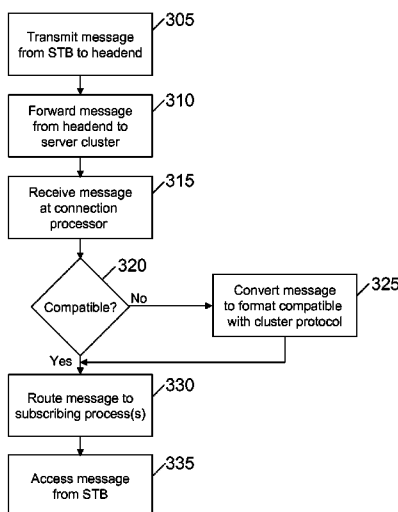 305
Transmit message
from STB to headend
310
Forward message
from headend to
server cluster
315
Receive message
at connection
processor
320
Compatible?
No
325
Convert message
to format compatible
with cluster protocol
Yes
330
Route message to
subscribing process(s)
335
Access message
from STB